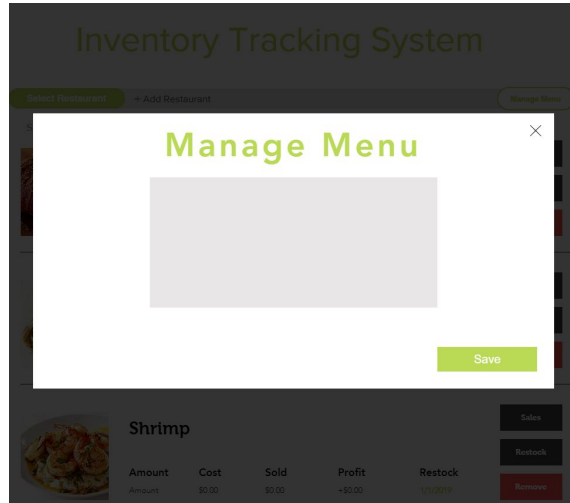 Inventory Tracking System
Select Restaurant
+ Add Restaurant
Manage Menu
Manage Menu
Save
Shrimp
Amount Cost Sold Profit Restock
Amount $0.00 $0.00 +$0.00
Sales
Restock
Remove